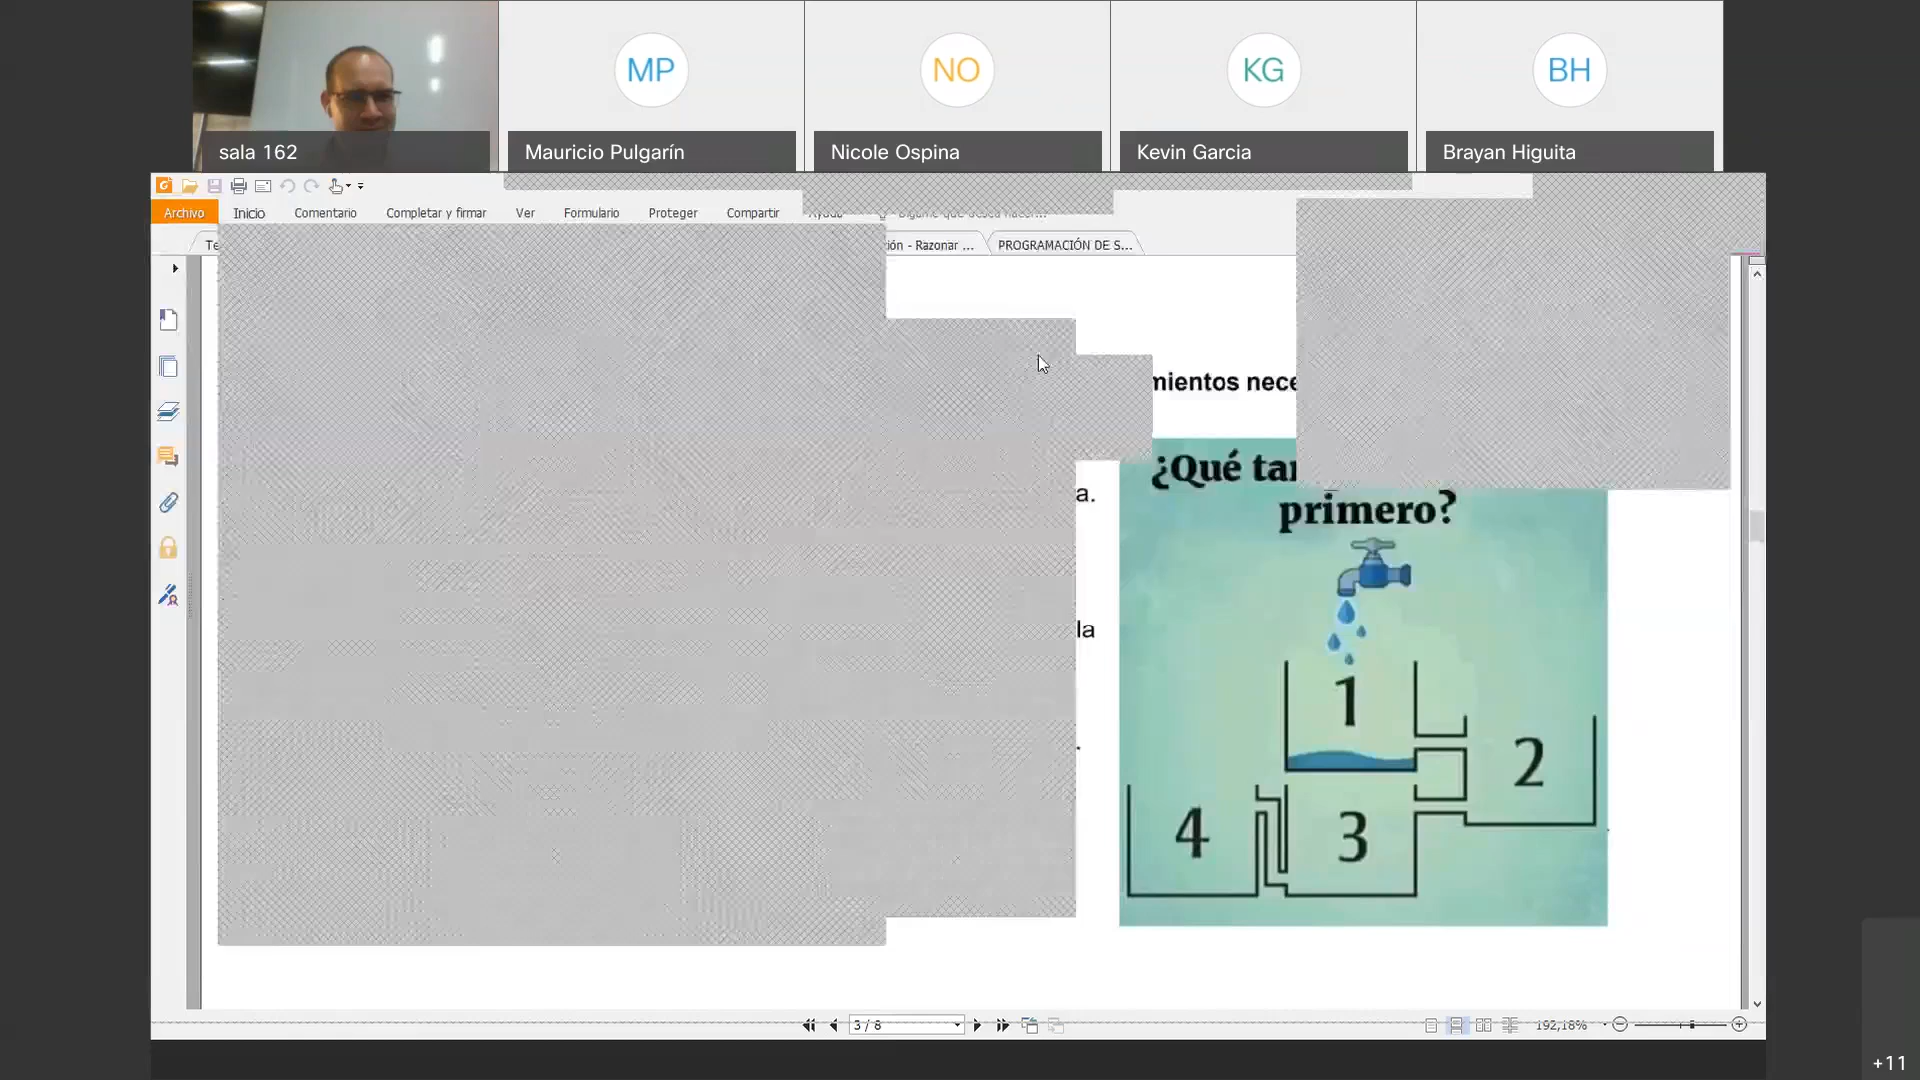 MP
NO
KG
BH
sala 162
Mauricio Pulgarín
Nicole Ospina
Kevin Garcia
Brayan Higuita
Archivo
Inicio
Comentario
Completar y firmar
Ver
Formulario
Proteger
Compartir
Te
ión - Razonar ...
PROGRAMACIÓN DE S...
mientos nece
a.
la
.
¿Qué tan
primero?
1
2
4
3
3 / 8
192,18%
+11